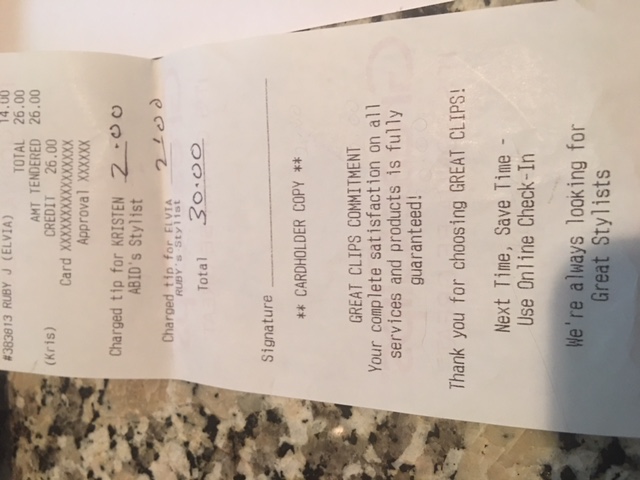 #383813 RUBY J (ELVIA) 14.00
TOTAL 26.00
AMT TENDERED 26.00
(Kris) CREDIT 26.00
Card XXXXXXXXXXXXXXXX
Approval XXXXXX
Charged tip for KRISTEN 2.00
ABID's Stylist
Charged tip for ELVIA 2.00
RUBY's Stylist
Total 30.00
Signature
** CARDHOLDER COPY **
GREAT CLIPS COMMITMENT
Your complete satisfaction on all
services and products is fully
guaranteed!
Thank you for choosing GREAT CLIPS!
Next Time, Save Time -
Use Online Check-In
We're always looking for
Great Stylists